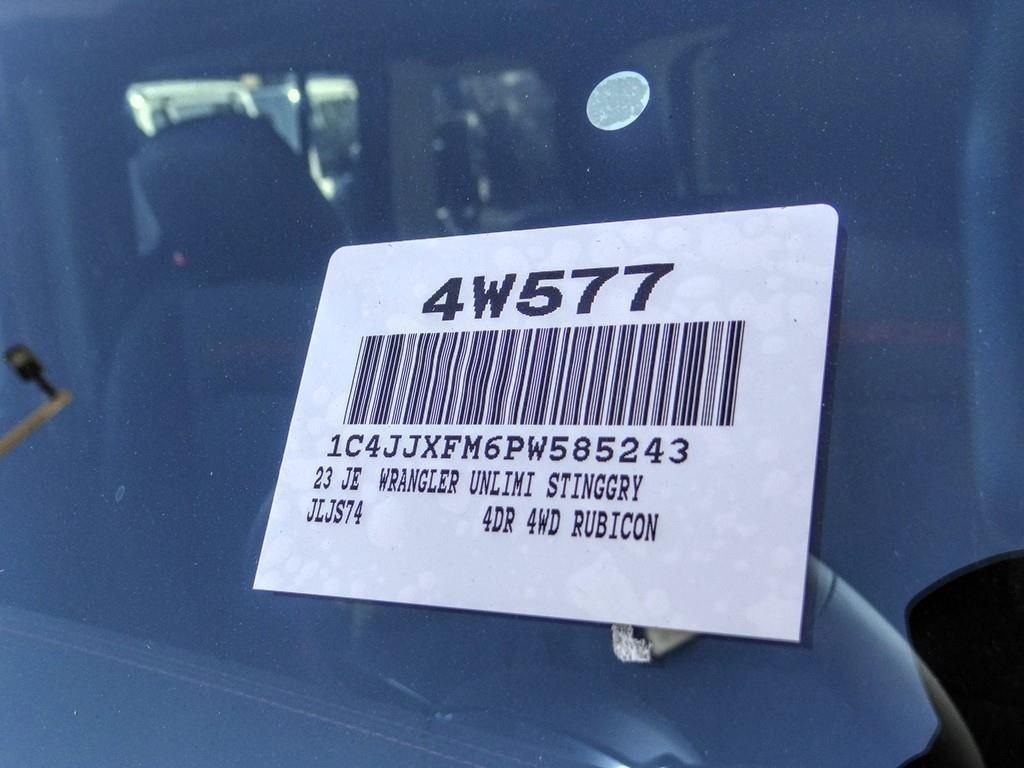 4W577
1C4JJXFM6PW585243
23 JE WRANGLER UNLIMI STINGGRY
JLJS74 4DR 4WD RUBICON